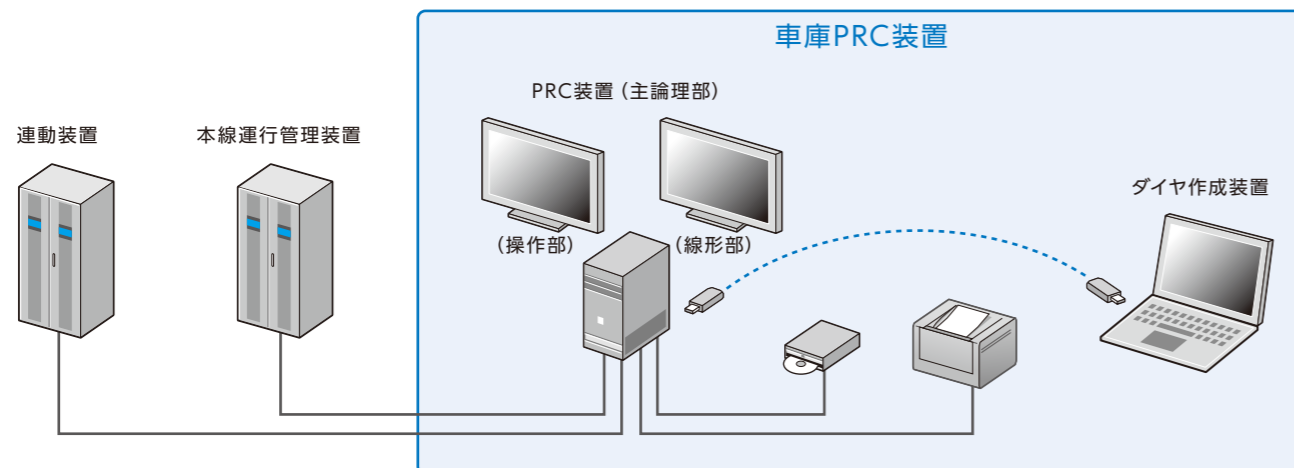 車庫PRC装置
PRC装置（主論理部）
連動装置
本線運行管理装置
ダイヤ作成装置
（操作部）
（線形部）